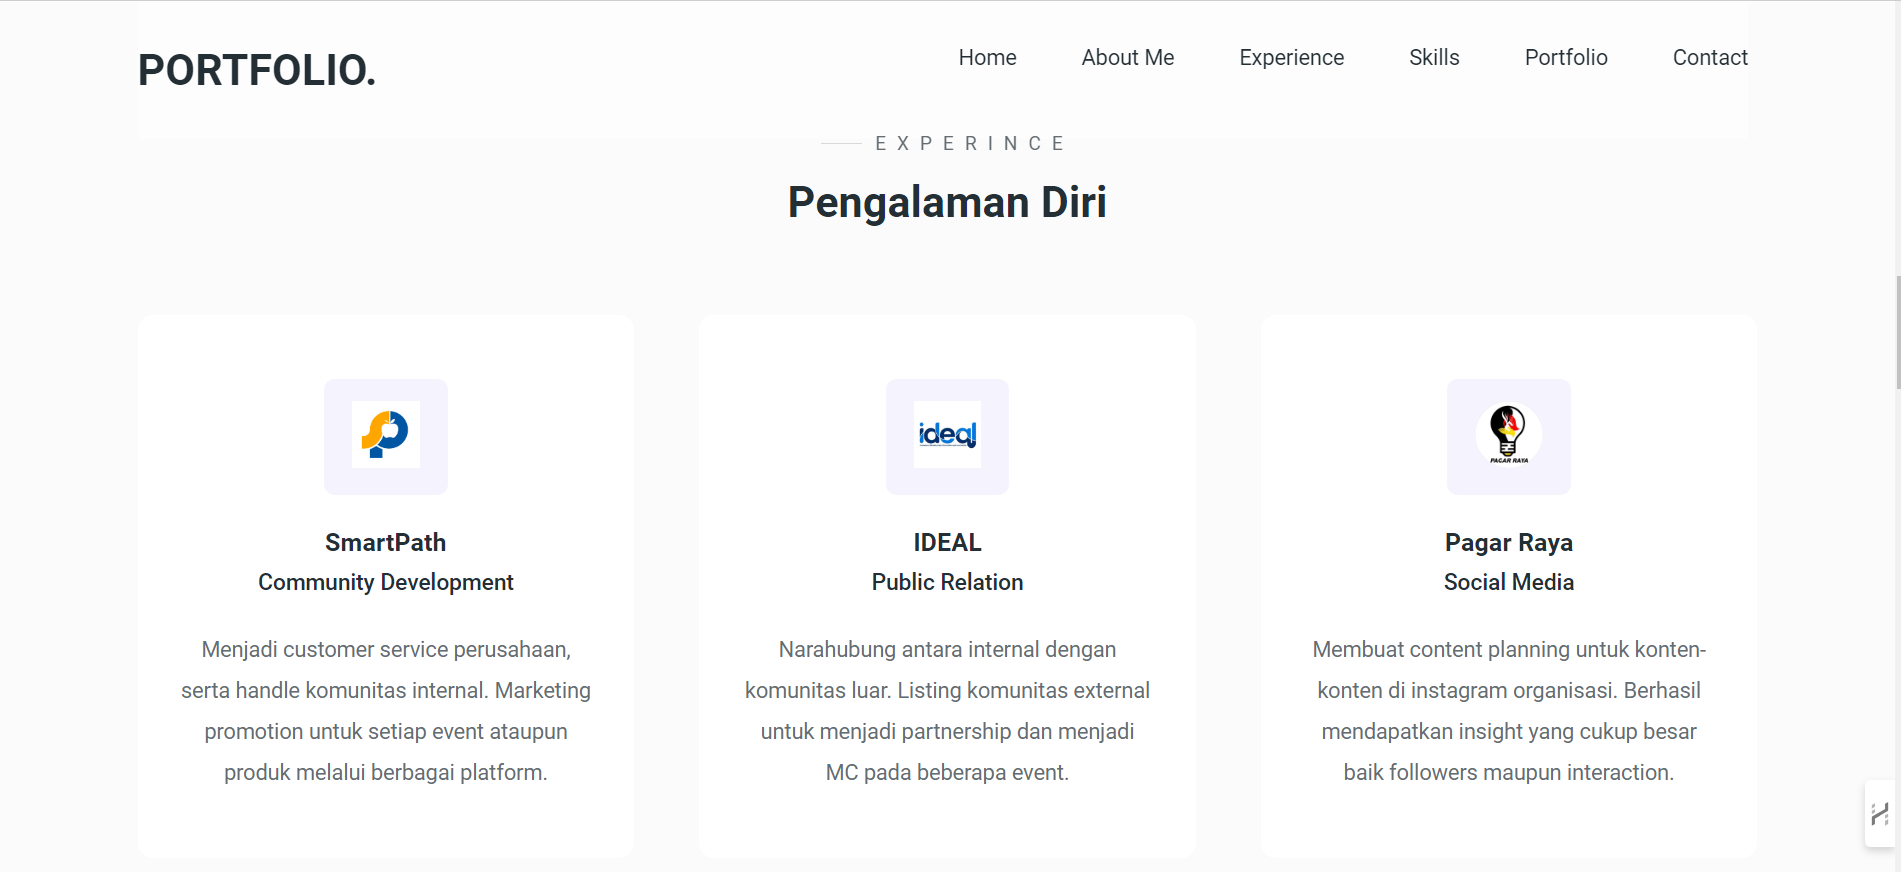 PORTFOLIO.
Home About Me Experience Skills Portfolio Contact
EXPERINCE
Pengalaman Diri
ideal
PAGAR RAYA
SmartPath
Community Development
Menjadi customer service perusahaan,
serta handle komunitas internal. Marketing
promotion untuk setiap event ataupun
produk melalui berbagai platform.
IDEAL
Public Relation
Narahubung antara internal dengan
komunitas luar. Listing komunitas external
untuk menjadi partnership dan menjadi
MC pada beberapa event.
Pagar Raya
Social Media
Membuat content planning untuk konten-
konten di instagram organisasi. Berhasil
mendapatkan insight yang cukup besar
baik followers maupun interaction.